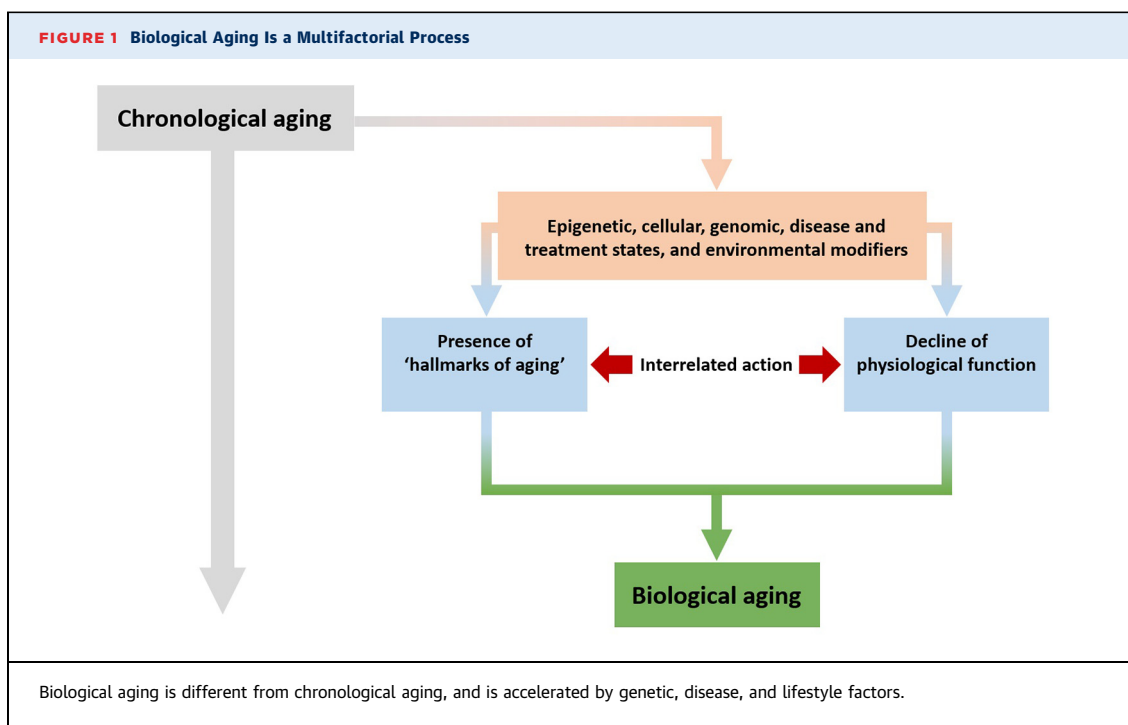 FIGURE 1 Biological Aging Is a Multifactorial Process
Chronological aging
Epigenetic, cellular, genomic, disease and
treatment states, and environmental modifiers
Presence of
‘hallmarks of aging’
Interrelated action
Decline of
physiological function
Biological aging
Biological aging is different from chronological aging, and is accelerated by genetic, disease, and lifestyle factors.